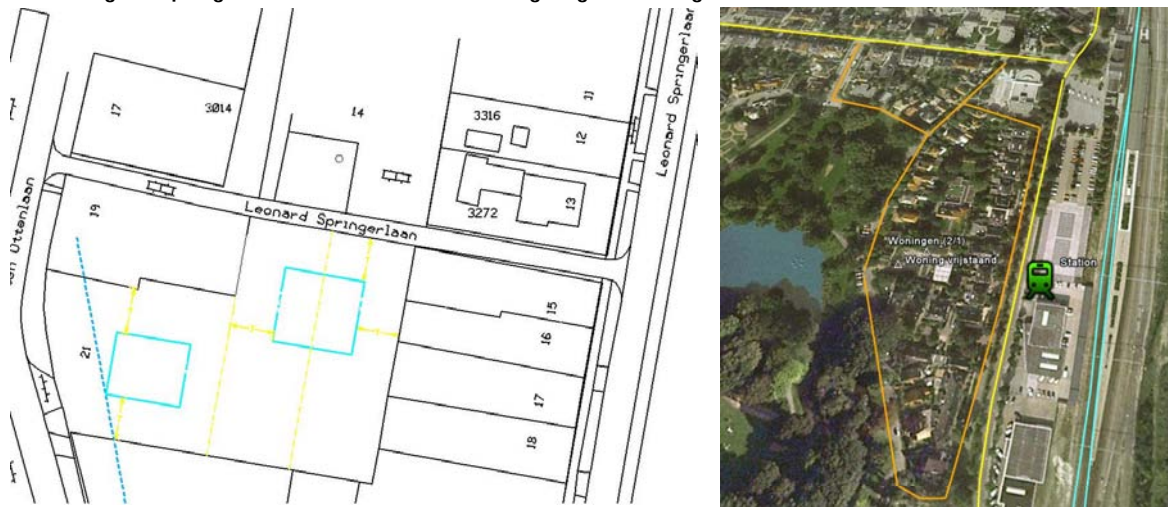 17
3014
14
3316
11
12
Leonard Springerlaan
3272
13
Leonard Springerlaan
Ottenlaan
19
21
15
16
17
18
Woningen (2/1)
Woning vrijstaand
Station